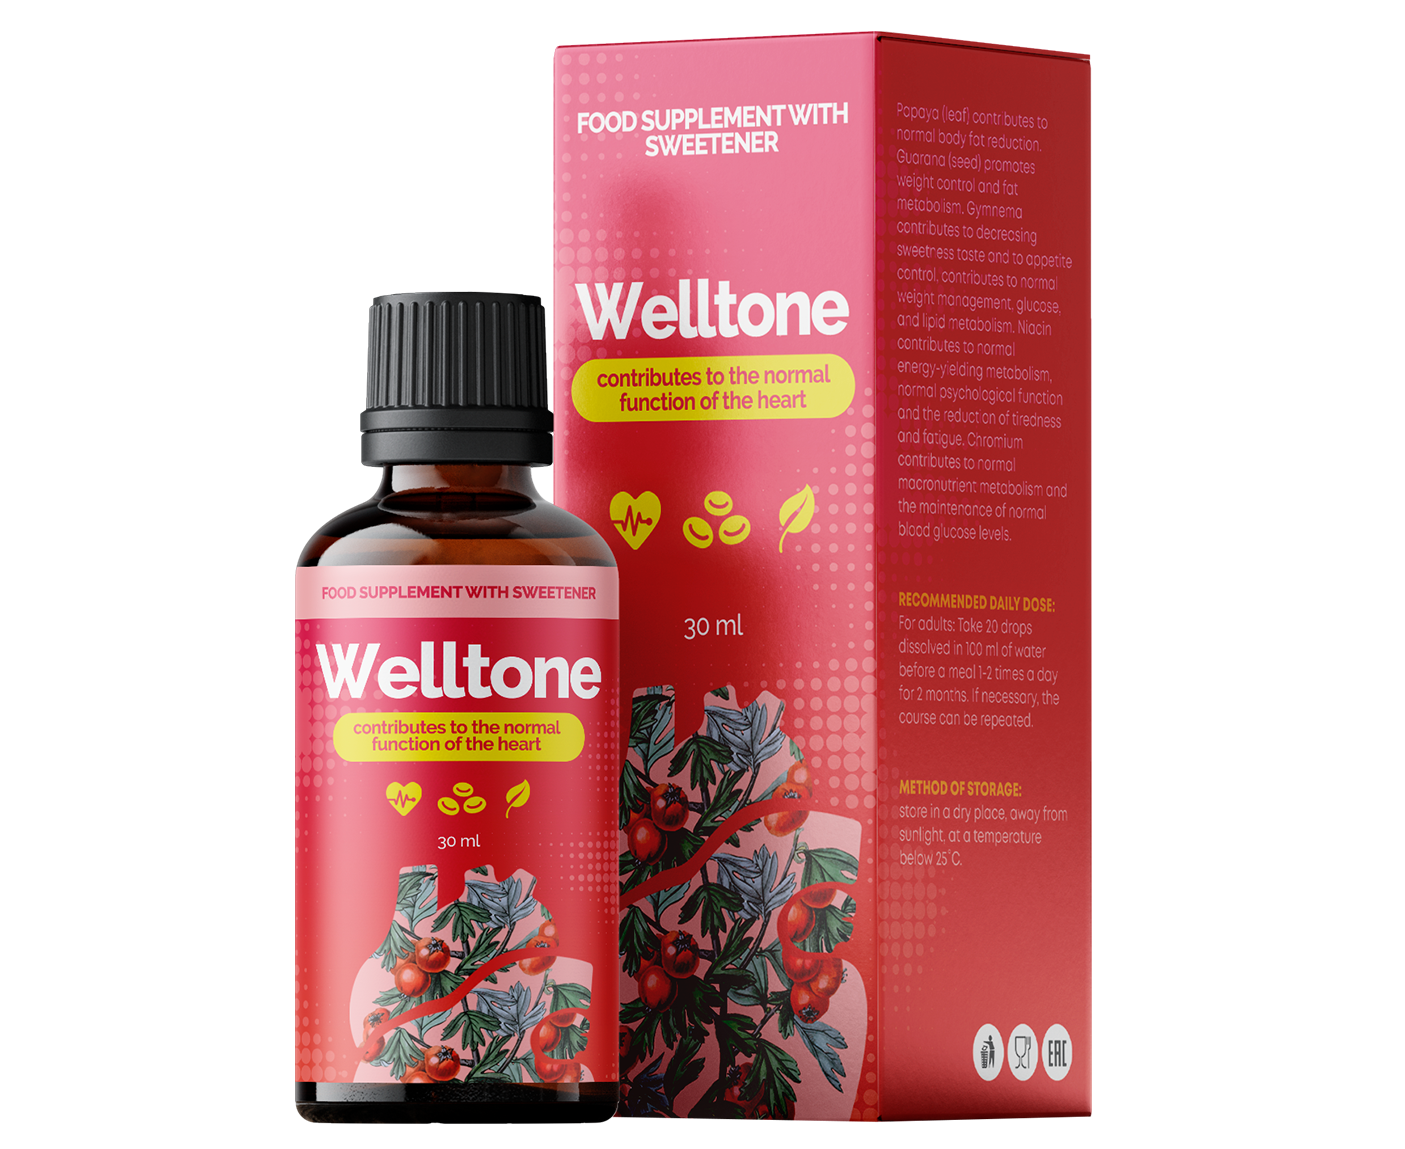 FOOD SUPPLEMENT WITH
SWEETENER
Welltone
contributes to the normal
function of the heart
30 ml
Papaya (leaf) contributes to
normal body fat reduction.
Guarana (seed) promotes
weight control and fat
metabolism. Gymnema
contributes to decreasing
sweetness taste and to appetite
control, contributes to normal
weight management, glucose,
and lipid metabolism. Niacin
contributes to normal
energy-yielding metabolism,
normal psychological function
and the reduction of tiredness
and fatigue. Chromium
contributes to normal
macronutrient metabolism and
the maintenance of normal
blood glucose levels.
RECOMMENDED DAILY DOSE:
For adults: Take 20 drops
dissolved in 100 ml of water
before a meal 1-2 times a day
for 2 months. If necessary, the
course can be repeated.
METHOD OF STORAGE:
store in a dry place, away from
sunlight, at a temperature
below 25°C.
EAC
FOOD SUPPLEMENT WITH SWEETENER
Welltone
contributes to the normal
function of the heart
30 ml